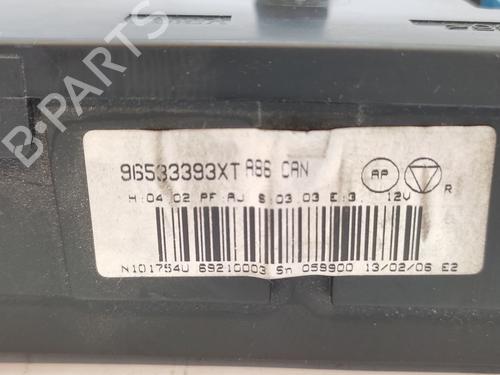 B-PARTS
96533393XT A86 CAN
AP
R
H:04.02 PF:AJ S:03.03 E:3. 12V
N101754U 69210003 Sn 059900 13/02/06 E2